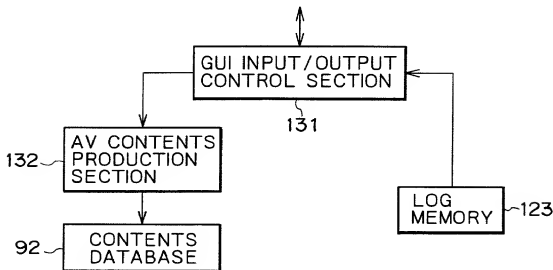 GUI INPUT/OUTPUT
CONTROL SECTION
131
AV CONTENTS
PRODUCTION
SECTION
132
LOG
MEMORY
123
CONTENTS
DATABASE
92